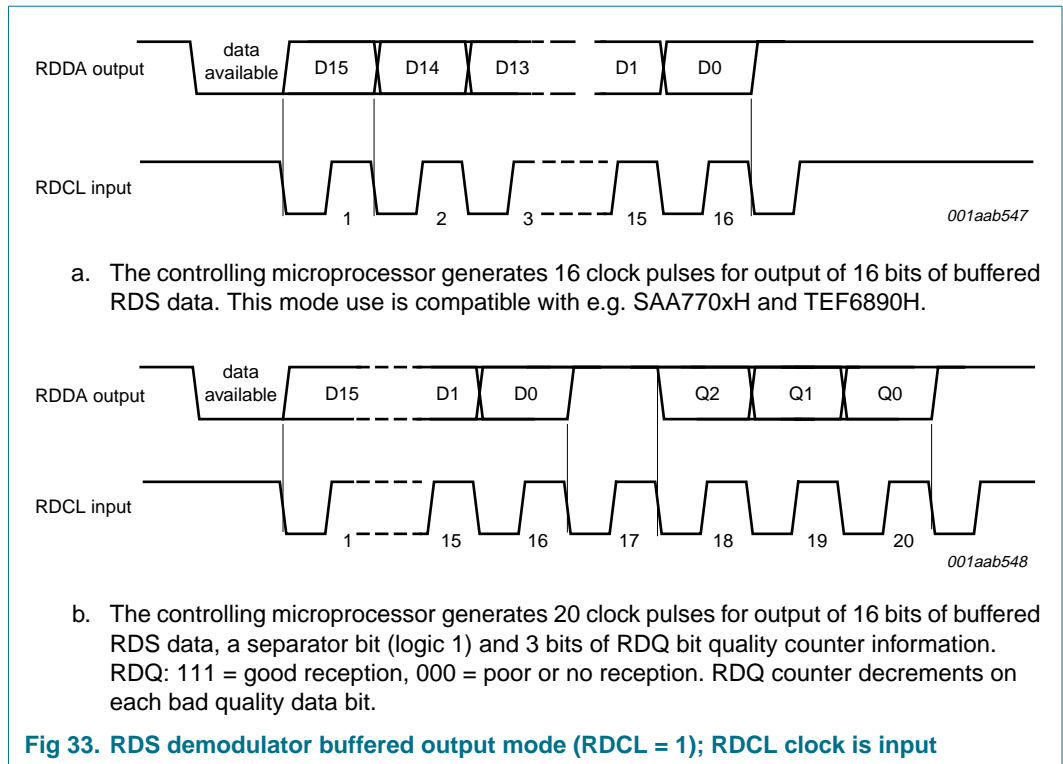 data
available
RDDA output
D15
D14
D13
D1
D0
RDCL input
1
2
3
15
16
001aab547
a. The controlling microprocessor generates 16 clock pulses for output of 16 bits of buffered
RDS data. This mode use is compatible with e.g. SAA770xH and TEF6890H.
data
available
RDDA output
D15
D1
D0
Q2
Q1
Q0
RDCL input
1
15
16
17
18
19
20
001aab548
b. The controlling microprocessor generates 20 clock pulses for output of 16 bits of buffered
RDS data, a separator bit (logic 1) and 3 bits of RDQ bit quality counter information.
RDQ: 111 = good reception, 000 = poor or no reception. RDQ counter decrements on
each bad quality data bit.
Fig 33. RDS demodulator buffered output mode (RDCL = 1); RDCL clock is input